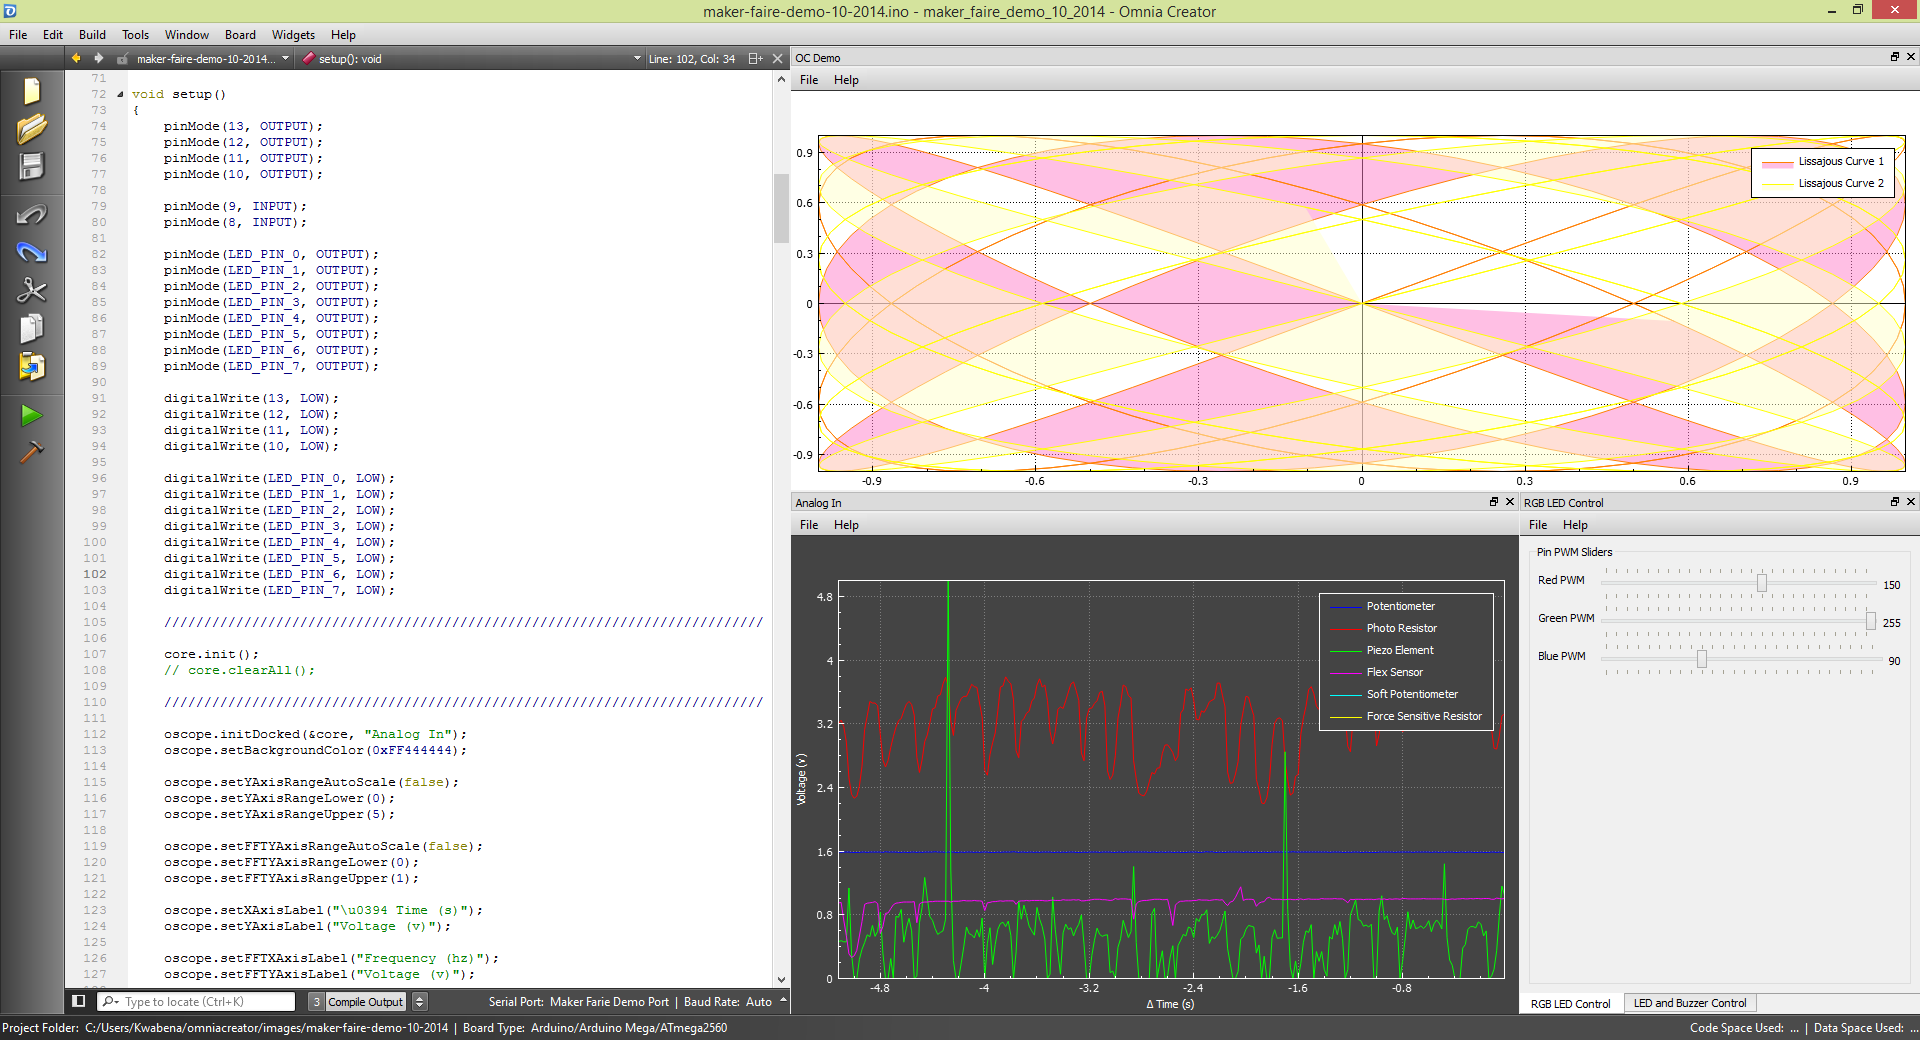 maker-faire-demo-10-2014.ino - maker_faire_demo_10_2014 - Omnia Creator
File Edit Build Tools Window Board Widgets Help
maker-faire-demo-10-2014... setup(): void Line: 102, Col: 34
71
72 void setup()
73 {
74 pinMode(13, OUTPUT);
75 pinMode(12, OUTPUT);
76 pinMode(11, OUTPUT);
77 pinMode(10, OUTPUT);
78
79 pinMode(9, INPUT);
80 pinMode(8, INPUT);
81
82 pinMode(LED_PIN_0, OUTPUT);
83 pinMode(LED_PIN_1, OUTPUT);
84 pinMode(LED_PIN_2, OUTPUT);
85 pinMode(LED_PIN_3, OUTPUT);
86 pinMode(LED_PIN_4, OUTPUT);
87 pinMode(LED_PIN_5, OUTPUT);
88 pinMode(LED_PIN_6, OUTPUT);
89 pinMode(LED_PIN_7, OUTPUT);
90
91 digitalWrite(13, LOW);
92 digitalWrite(12, LOW);
93 digitalWrite(11, LOW);
94 digitalWrite(10, LOW);
95
96 digitalWrite(LED_PIN_0, LOW);
97 digitalWrite(LED_PIN_1, LOW);
98 digitalWrite(LED_PIN_2, LOW);
99 digitalWrite(LED_PIN_3, LOW);
100 digitalWrite(LED_PIN_4, LOW);
101 digitalWrite(LED_PIN_5, LOW);
102 digitalWrite(LED_PIN_6, LOW);
103 digitalWrite(LED_PIN_7, LOW);
104
105 ///////////////////////////////////////////////////////////////////////////
106
107 core.init();
108 // core.clearAll();
109
110 ///////////////////////////////////////////////////////////////////////////
111
112 oscope.initDocked(&core, "Analog In");
113 oscope.setBackgroundColor(0xFF444444);
114
115 oscope.setYAxisRangeAutoScale(false);
116 oscope.setYAxisRangeLower(0);
117 oscope.setYAxisRangeUpper(5);
118
119 oscope.setFFTYAxisRangeAutoScale(false);
120 oscope.setFFTYAxisRangeLower(0);
121 oscope.setFFTYAxisRangeUpper(1);
122
123 oscope.setXAxisLabel("\u0394 Time (s)");
124 oscope.setYAxisLabel("Voltage (v)");
125
126 oscope.setFFTXAxisLabel("Frequency (hz)");
127 oscope.setFFTYAxisLabel("Voltage (v)");
Type to locate (Ctrl+K) 3 Compile Output Serial Port: Maker Farie Demo Port | Baud Rate: Auto
OC Demo
File Help
0.9
0.6
0.3
0
-0.3
-0.6
-0.9
-0.9 -0.6 -0.3 0 0.3 0.6 0.9
Lissajous Curve 1
Lissajous Curve 2
Analog In
File Help
Voltage (v)
4.8
4
3.2
2.4
1.6
0.8
0
-4.8 -4 -3.2 -2.4 -1.6 -0.8
Δ Time (s)
Potentiometer
Photo Resistor
Piezo Element
Flex Sensor
Soft Potentiometer
Force Sensitive Resistor
RGB LED Control
File Help
Pin PWM Sliders
Red PWM 150
Green PWM 255
Blue PWM 90
RGB LED Control LED and Buzzer Control
Project Folder: C:/Users/Kwabena/omniacreator/images/maker-faire-demo-10-2014 | Board Type: Arduino/Arduino Mega/ATmega2560
Code Space Used: ... | Data Space Used: ...